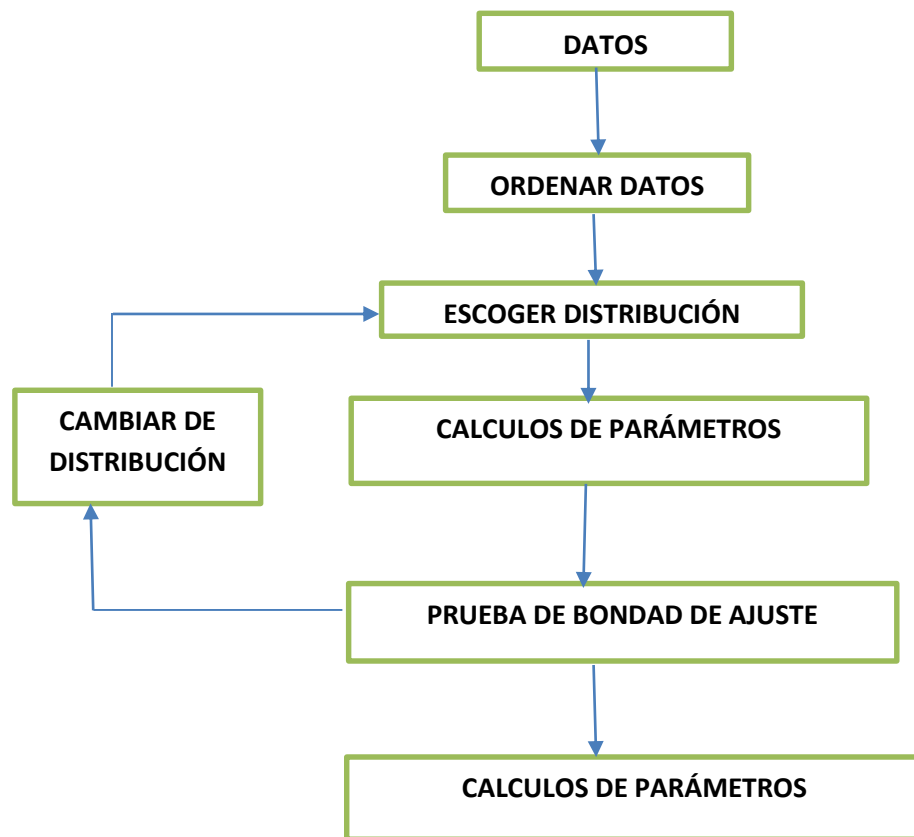 DATOS
ORDENAR DATOS
ESCOGER DISTRIBUCIÓN
CAMBIAR DE
DISTRIBUCIÓN
CALCULOS DE PARÁMETROS
PRUEBA DE BONDAD DE AJUSTE
CALCULOS DE PARÁMETROS